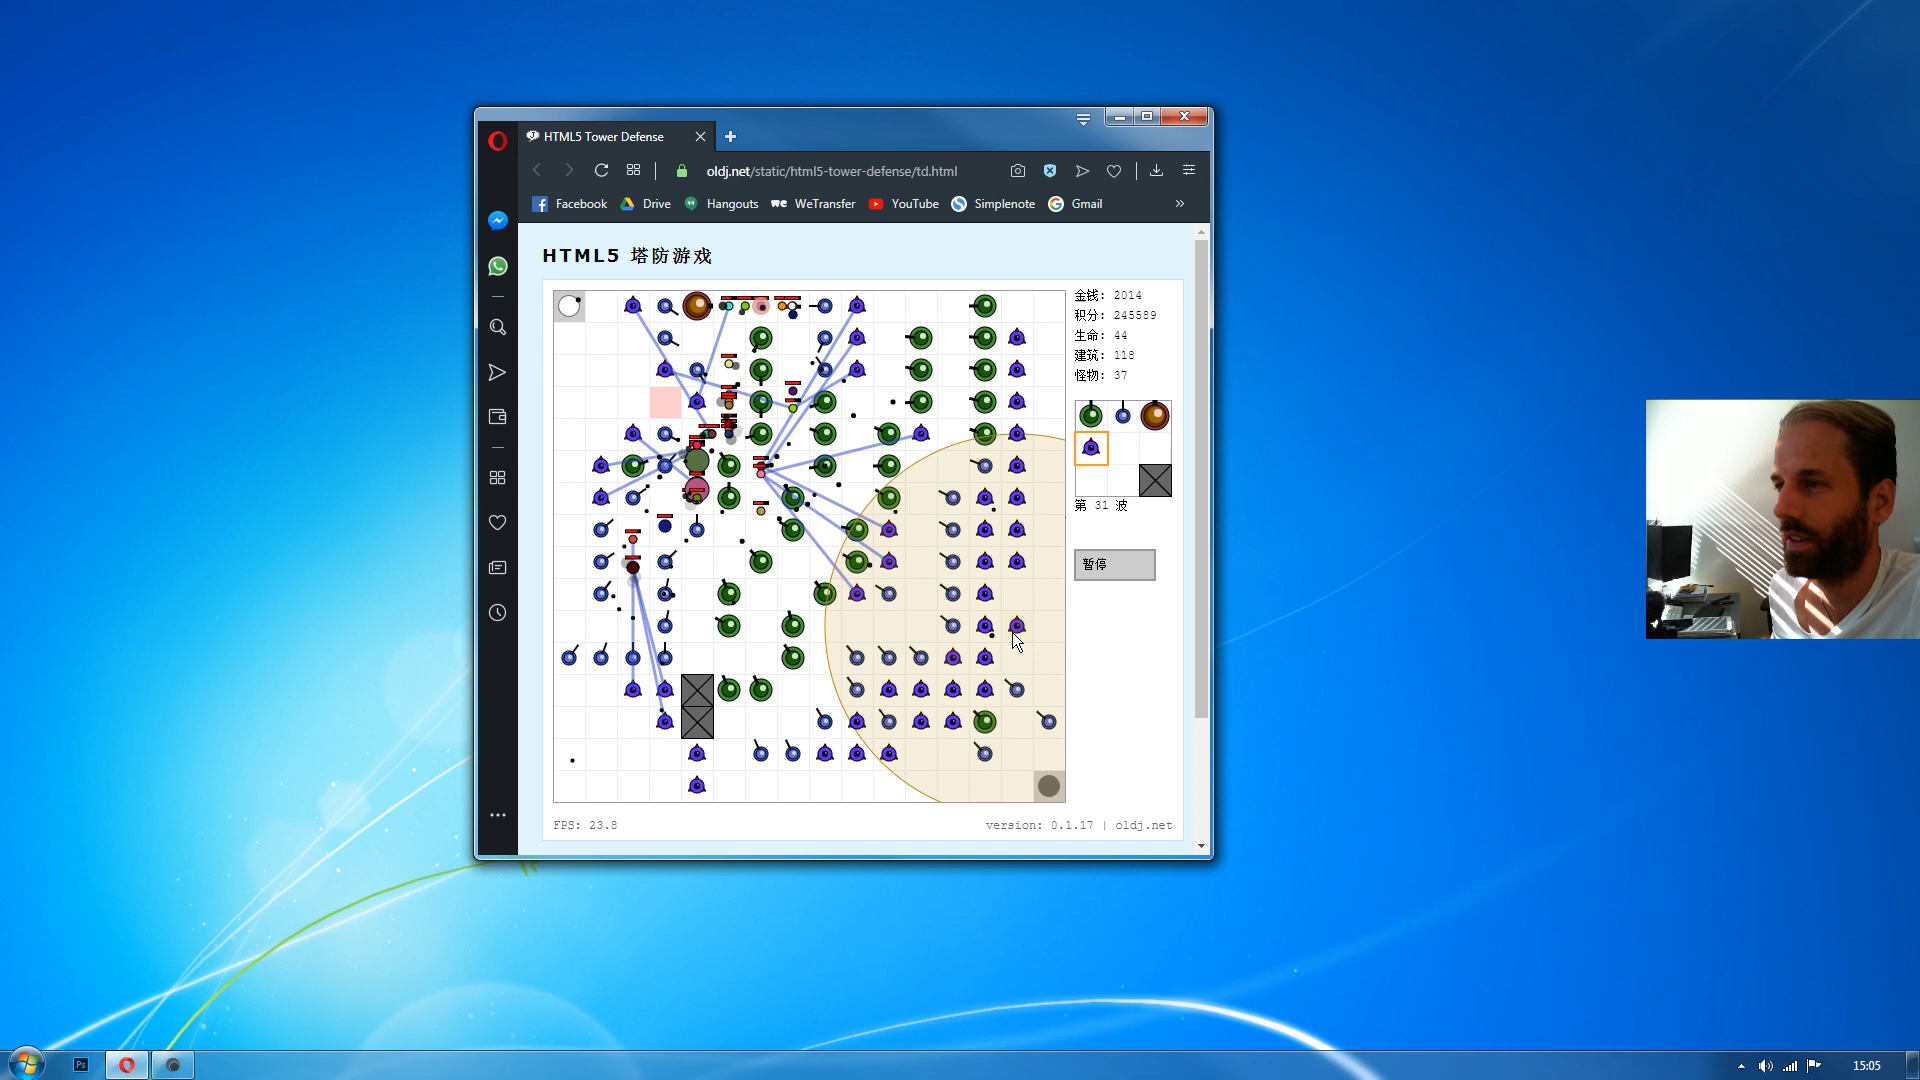 HTML5 Tower Defense
oldj.net/static/html5-tower-defense/td.html
Facebook Drive Hangouts WeTransfer YouTube Simplenote Gmail »
HTML5 塔防游戏
金钱: 2014
积分: 245589
生命: 44
建筑: 118
怪物: 37
第 31 波
暂停
FPS: 23.8
version: 0.1.17 | oldj.net
Ps
15:05